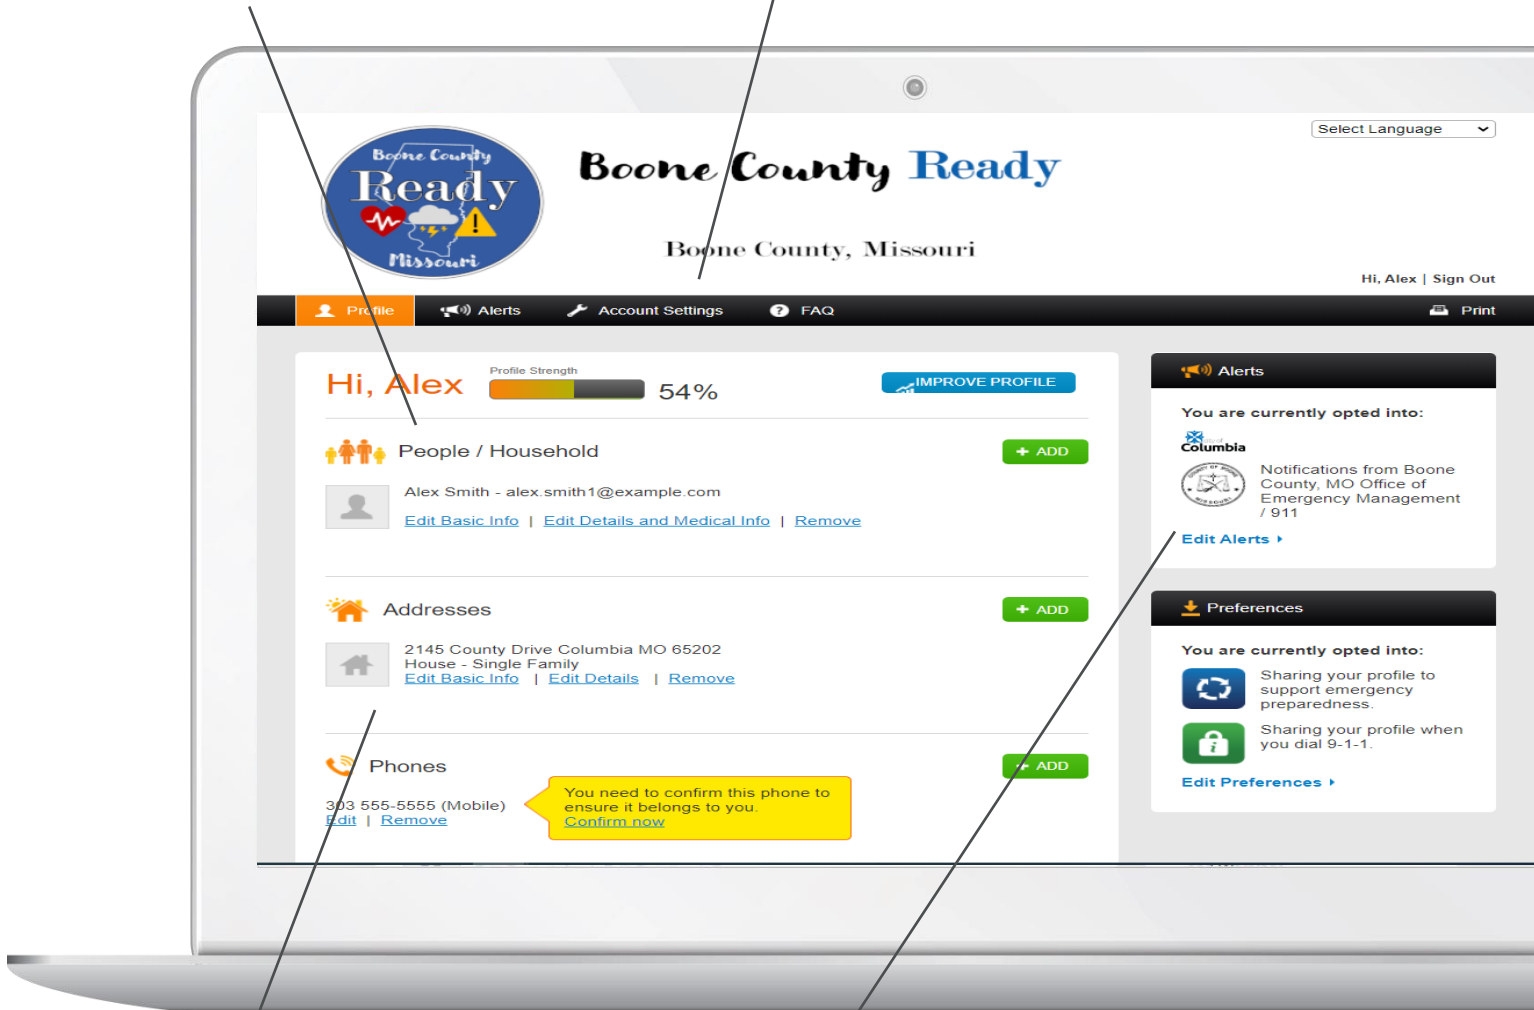 Select Language
Boone County
Ready
Missouri
Boone County Ready
Boone County, Missouri
Hi, Alex | Sign Out
Profile
Alerts
Account Settings
? FAQ
Print
Hi, Alex
Profile Strength
54%
IMPROVE PROFILE
People / Household
+ ADD
Alex Smith - alex.smith1@example.com
Edit Basic Info | Edit Details and Medical Info | Remove
Addresses
+ ADD
2145 County Drive Columbia MO 65202
House - Single Family
Edit Basic Info | Edit Details | Remove
Phones
+ ADD
303 555-5555 (Mobile)
Edit | Remove
You need to confirm this phone to
ensure it belongs to you.
Confirm now
Alerts
You are currently opted into:
City of
Columbia
COUNTY OF BOONE
MISSOURI
Notifications from Boone
County, MO Office of
Emergency Management
/ 911
Edit Alerts
Preferences
You are currently opted into:
Sharing your profile to
support emergency
preparedness.
Sharing your profile when
you dial 9-1-1.
Edit Preferences